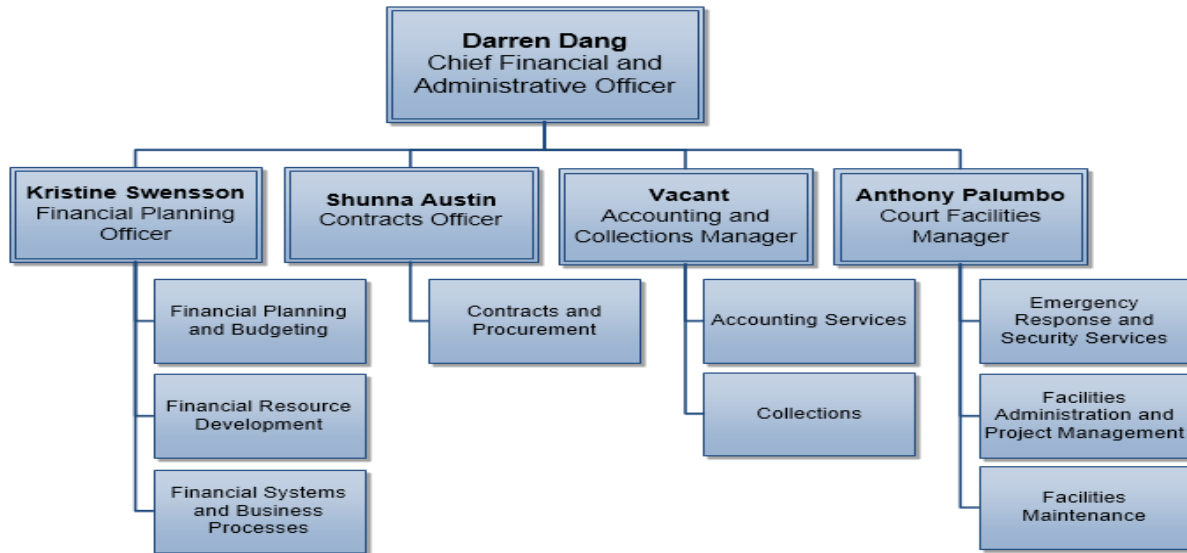 Darren Dang
Chief Financial and
Administrative Officer
Kristine Swensson
Financial Planning
Officer
Shunna Austin
Contracts Officer
Vacant
Accounting and
Collections Manager
Anthony Palumbo
Court Facilities
Manager
Financial Planning
and Budgeting
Financial Resource
Development
Financial Systems
and Business
Processes
Contracts and
Procurement
Accounting Services
Collections
Emergency
Response and
Security Services
Facilities
Administration and
Project Management
Facilities
Maintenance